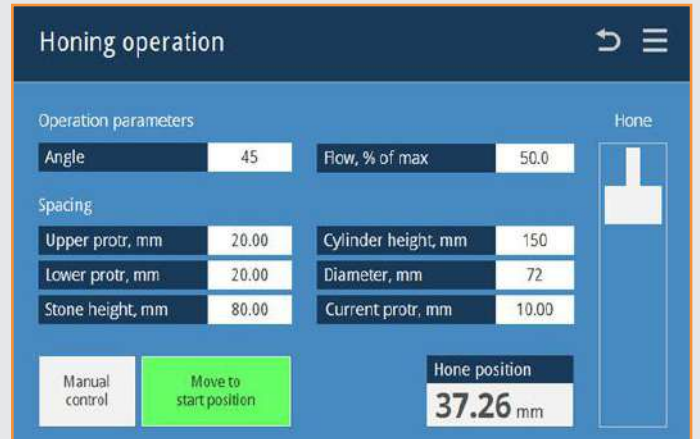 Honing operation
Operation parameters
Hone
Angle 45 Flow, % of max 50.0
Spacing
Upper protr, mm 20.00 Cylinder height, mm 150
Lower protr, mm 20.00 Diameter, mm 72
Stone height, mm 80.00 Current protr, mm 10.00
Manual
control
Move to
start position
Hone position
37.26 mm